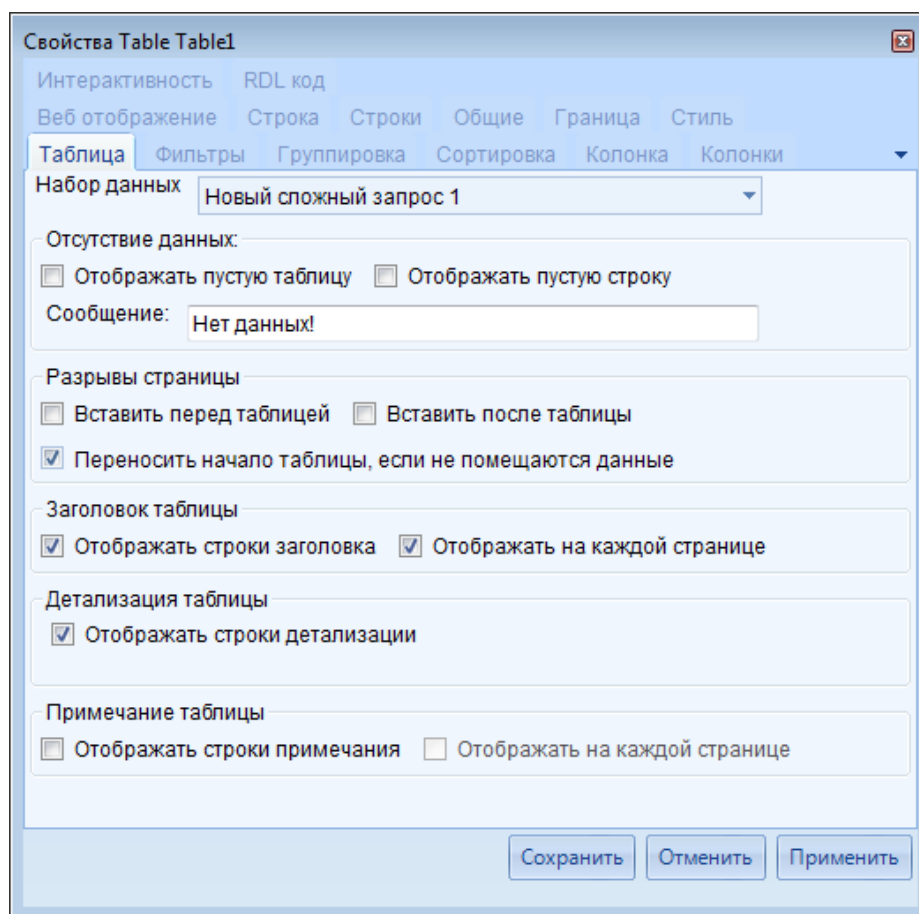 Свойства Table Table1
Интерактивность RDL код
Веб отображение Строка Строки Общие Граница Стиль
Таблица Фильтры Группировка Сортировка Колонка Колонки
Набор данных Новый сложный запрос 1
Отсутствие данных:
Отображать пустую таблицу Отображать пустую строку
Сообщение: Нет данных!
Разрывы страницы
Вставить перед таблицей Вставить после таблицы
Переносить начало таблицы, если не помещаются данные
Заголовок таблицы
Отображать строки заголовка Отображать на каждой странице
Детализация таблицы
Отображать строки детализации
Примечание таблицы
Отображать строки примечания Отображать на каждой странице
Сохранить Отменить Применить